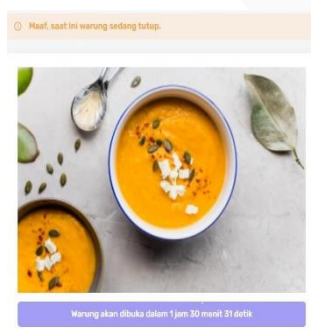 Maaf, saat ini warung sedang tutup.
Warung akan dibuka dalam 1 jam 30 menit 31 detik